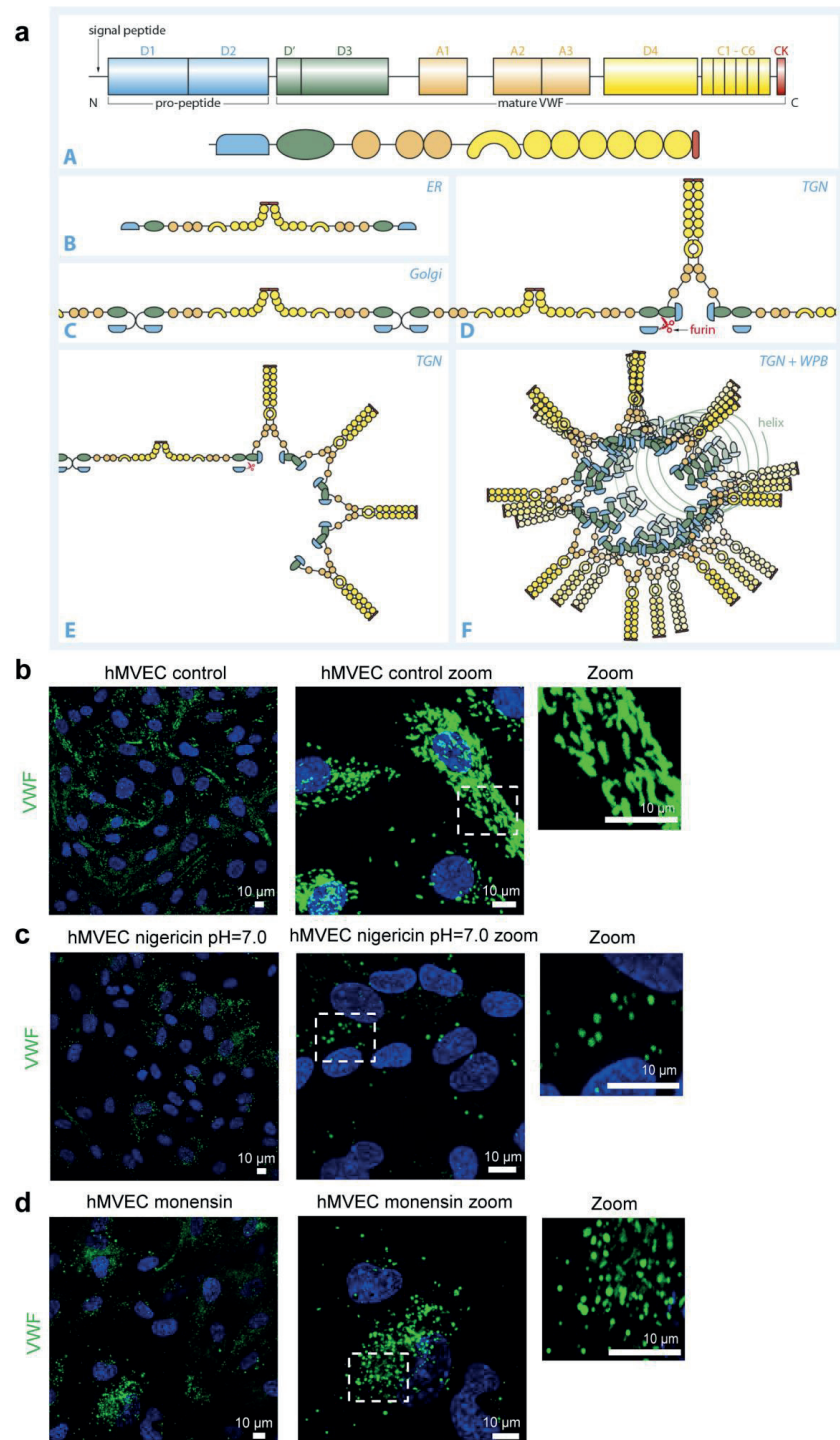 a
signal peptide
D1 D2 D' D3 A1 A2 A3 D4 C1 - C6 CK
N pro-peptide mature VWF C
A
ER
B
TGN
Golgi
C
D
furin
TGN
E
TGN + WPB
helix
F
b
hMVEC control
hMVEC control zoom
Zoom
VWF
10 µm
10 µm
10 µm
c
hMVEC nigericin pH=7.0
hMVEC nigericin pH=7.0 zoom
Zoom
VWF
10 µm
10 µm
10 µm
d
hMVEC monensin
hMVEC monensin zoom
Zoom
VWF
10 µm
10 µm
10 µm